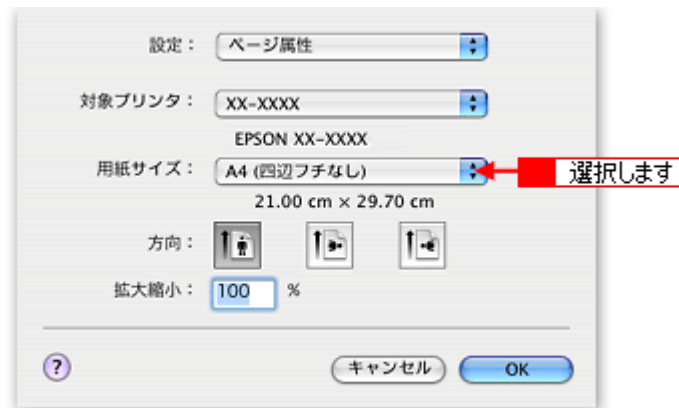 設定： ページ属性
対象プリンタ： XX-XXXX
EPSON XX-XXXX
用紙サイズ： A4 (四辺フチなし) 選択します
21.00 cm × 29.70 cm
方向：
拡大縮小： 100 %
? キャンセル OK